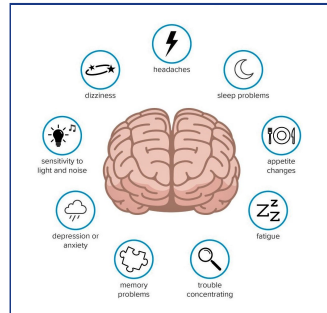 headaches
dizziness
sleep problems
sensitivity to
light and noise
appetite
changes
depression or
anxiety
fatigue
memory
problems
trouble
concentrating